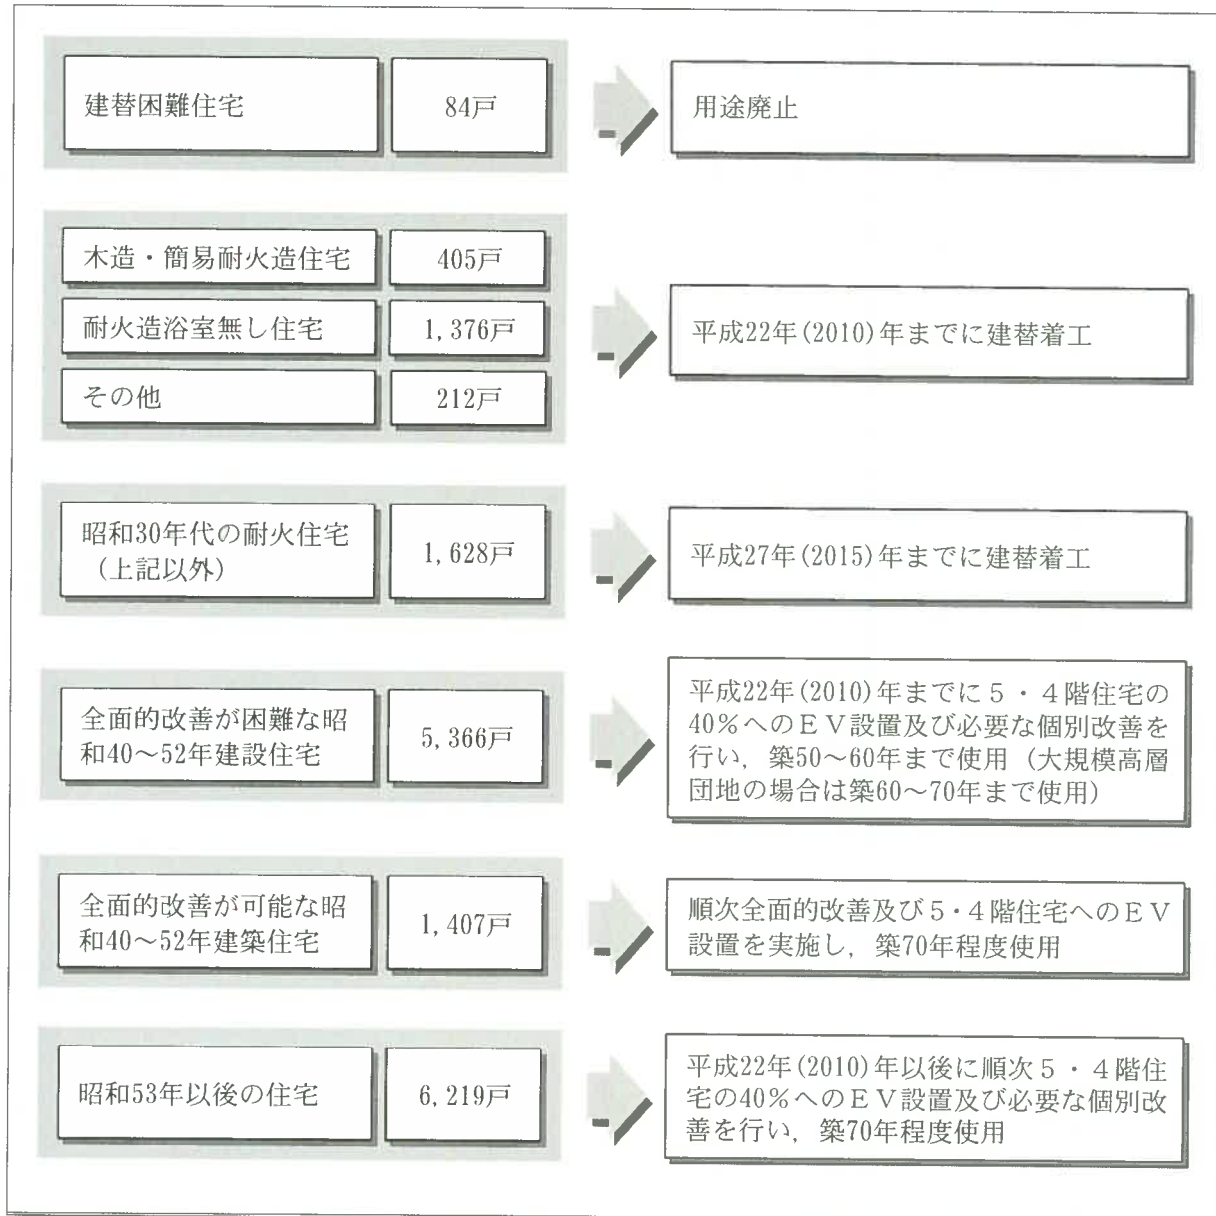 建替困難住宅
84戸
用途廃止
木造・簡易耐火造住宅
405戸
耐火造浴室無し住宅
1,376戸
その他
212戸
平成22年(2010)年までに建替着工
昭和30年代の耐火住宅
(上記以外)
1,628戸
平成27年(2015)年までに建替着工
全面的改善が困難な昭
和40～52年建設住宅
5,366戸
平成22年(2010)年までに５・４階住宅の
40％へのＥＶ設置及び必要な個別改善を
行い，築50～60年まで使用（大規模高層
団地の場合は築60～70年まで使用）
全面的改善が可能な昭
和40～52年建築住宅
1,407戸
順次全面的改善及び５・４階住宅へのＥＶ
設置を実施し，築70年程度使用
昭和53年以後の住宅
6,219戸
平成22年(2010)年以後に順次５・４階住
宅の40％へのＥＶ設置及び必要な個別改
善を行い，築70年程度使用